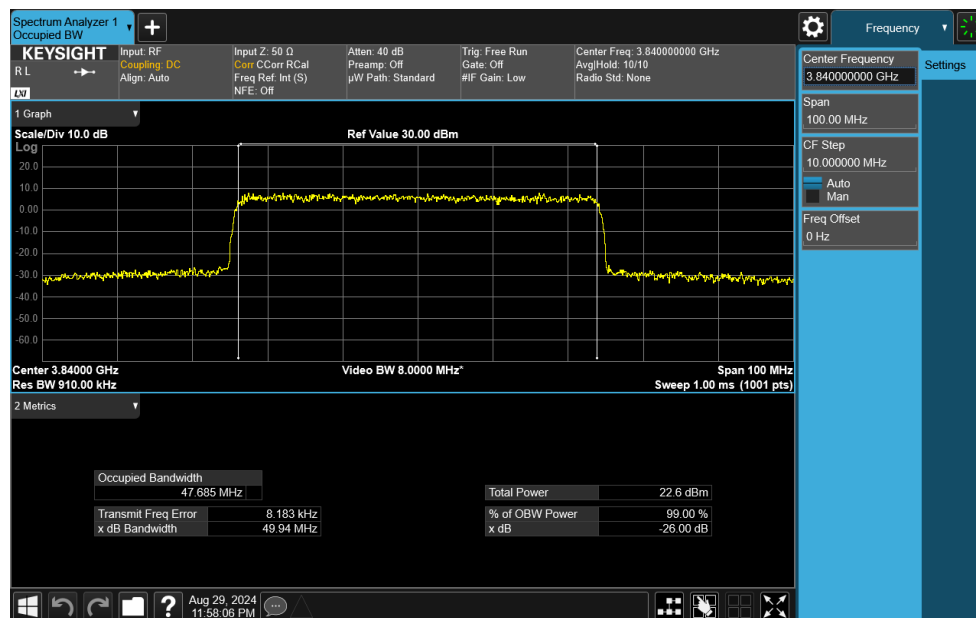 Spectrum Analyzer 1
Occupied BW
+
Frequency
KEYSIGHT
R L
LXI
Input: RF
Coupling: DC
Align: Auto
Input Z: 50 Ω
Corr CCorr RCal
Freq Ref: Int (S)
NFE: Off
Atten: 40 dB
Preamp: Off
µW Path: Standard
Trig: Free Run
Gate: Off
#IF Gain: Low
Center Freq: 3.840000000 GHz
Avg|Hold: 10/10
Radio Std: None
Center Frequency
3.840000000 GHz
Settings
Span
100.00 MHz
CF Step
10.000000 MHz
Auto
Man
Freq Offset
0 Hz
1 Graph
Scale/Div 10.0 dB
Ref Value 30.00 dBm
Log
20.0
10.0
0.00
-10.0
-20.0
-30.0
-40.0
-50.0
-60.0
Center 3.84000 GHz
Video BW 8.0000 MHz*
Span 100 MHz
Res BW 910.00 kHz
Sweep 1.00 ms (1001 pts)
2 Metrics
Occupied Bandwidth
47.685 MHz
Total Power 22.6 dBm
Transmit Freq Error 8.183 kHz
% of OBW Power 99.00 %
x dB Bandwidth 49.94 MHz
x dB -26.00 dB
?
Aug 29, 2024
11:58:06 PM